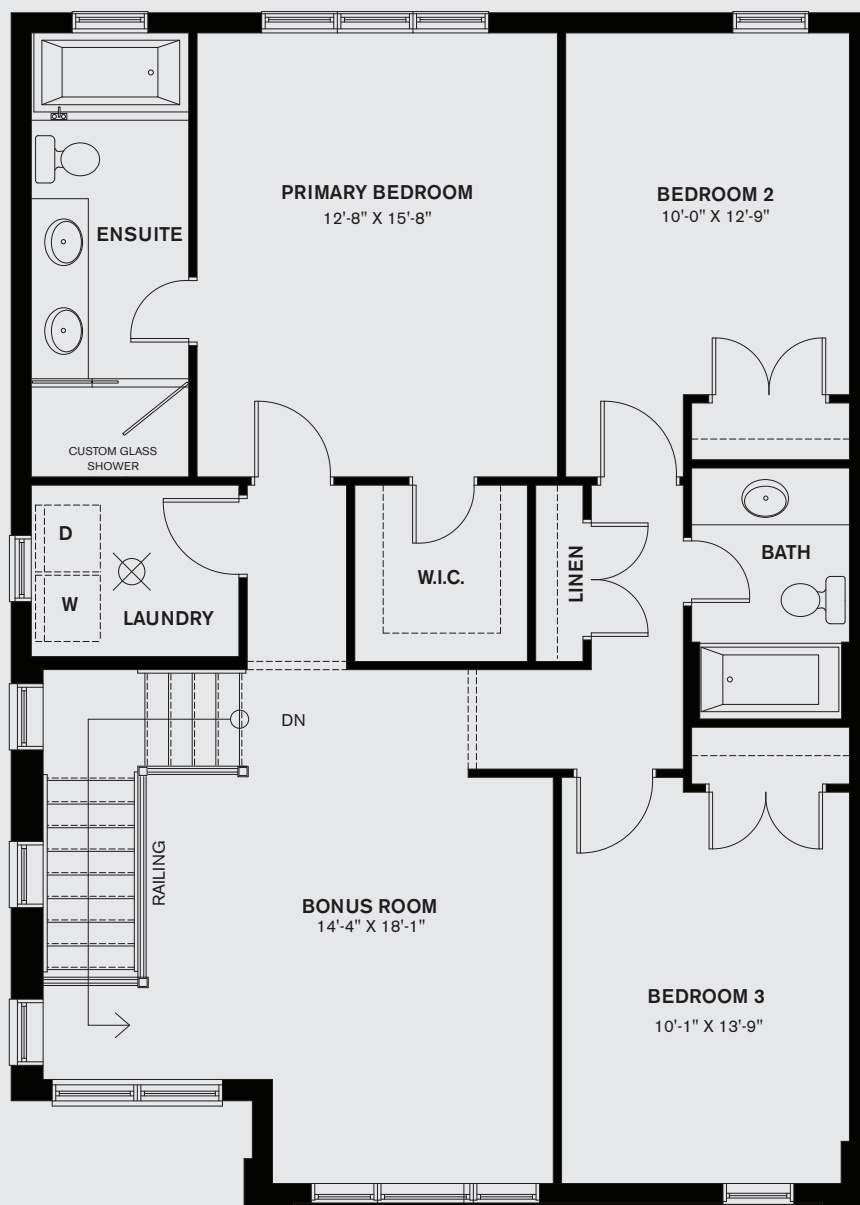 PRIMARY BEDROOM
12'-8" X 15'-8"
BEDROOM 2
10'-0" X 12'-9"
ENSUITE
CUSTOM GLASS
SHOWER
D
W
LAUNDRY
W.I.C.
LINEN
BATH
DN
RAILING
BONUS ROOM
14'-4" X 18'-1"
BEDROOM 3
10'-1" X 13'-9"